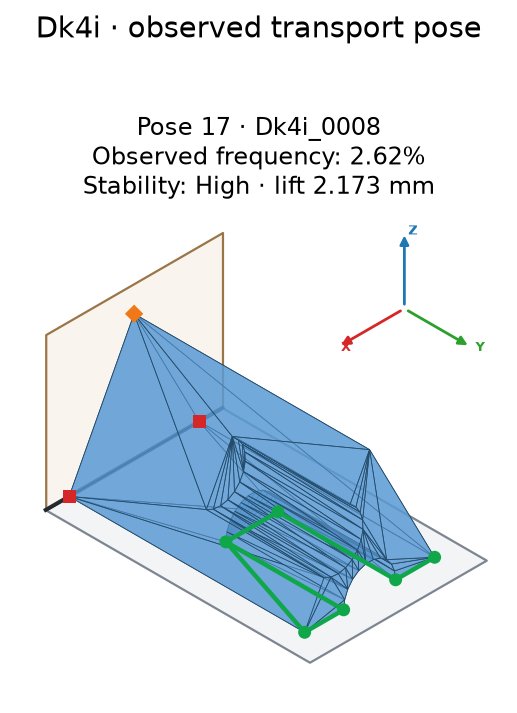 Dk4i · observed transport pose
Pose 17 · Dk4i_0008
Observed frequency: 2.62%
Stability: High · lift 2.173 mm
Z
X
Y